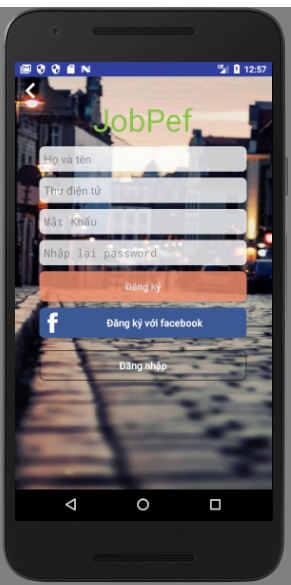 12:57
JobPef
Họ và tên
Thư điện tử
Mật Khẩu
Nhập lại password
Đăng ký
f Đăng ký với facebook
Đăng nhập